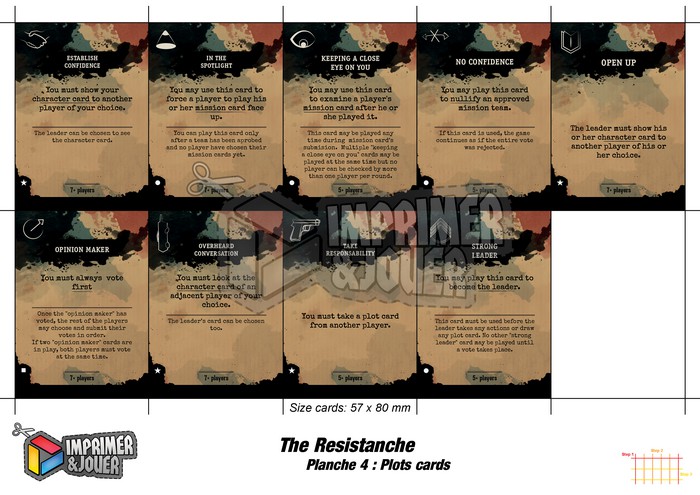 ESTABLISH
CONFIDENCE
You must show your
character card to another
player of your choice.
The leader can be chosen to see
the character card.
7+ players
IN THE
SPOTLIGHT
You may use this card to
force a player to play his
or her mission card face
up.
You can play this card only
after a team has been aprobed and
no player have chosen their
mission cards yet.
5+ players
KEEPING A CLOSE
EYE ON YOU
You may use this card
to examine a player's
mission card after he or
she played it.
This card may be played any
time during mission card's
submission. Multiple "keeping
a close eye on you" cards may be
played at the same time but no
player can be checked by more
than one player per round.
5+ players
NO CONFIDENCE
You may play this card
to nullify an approved
mission team.
If this card is used, the game
continues as if the entire vote
was rejected.
5+ players
OPEN UP
The leader must show his
or her character card to
another player of his or
her choice.
7+ players
OPINION MAKER
You must always vote
first
Once the "opinion maker" has
voted, the rest of the players
may choose and submit their
votes in order.
If two "opinion maker" cards are
in play, both players must vote
at the same time.
7+ players
OVERHEARD
CONVERSATION
You must look at the
character card of an
adjacent player of your
choice.
The leader's card can be chosen
too.
7+ players
TAKE
RESPONSABILITY
You must take a plot card
from another player.
5+ players
STRONG
LEADER
You may play this card to
become the leader.
This card must be used before the
leader takes any actions or draw
any plot card. No other "strong
leader" card may be played until
a vote takes place.
5+ players
IMPRIMER
&JOUER
Size cards: 57 x 80 mm
IMPRIMER
&JOUER
The Resistanche
Planche 4 : Plots cards
Step 1
Step 2